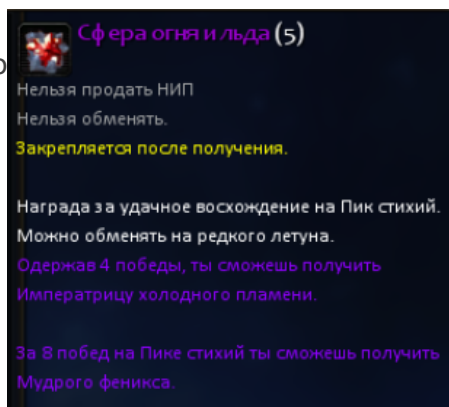 Сфера огня и льда (5)
Нельзя продать НИП
Нельзя обменять.
Закрепляется после получения.
Награда за удачное восхождение на Пик стихий.
Можно обменять на редкого летуна.
Одержав 4 победы, ты сможешь получить
Императрицу холодного пламени.
За 8 побед на Пике стихий ты сможешь получить
Мудрого феникса.